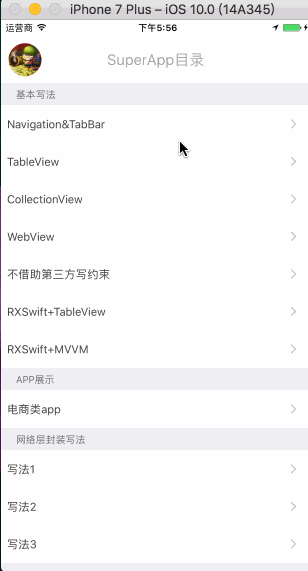 iPhone 7 Plus – iOS 10.0 (14A345)
运营商 下午5:56
SuperApp目录
基本写法
Navigation&TabBar
TableView
CollectionView
WebView
不借助第三方写约束
RXSwift+TableView
RXSwift+MVVM
APP展示
电商类app
网络层封装写法
写法1
写法2
写法3